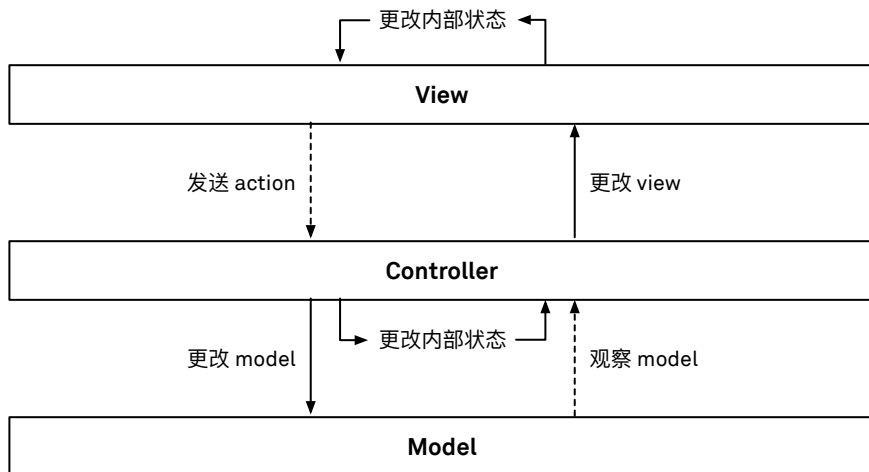 更改内部状态
View
发送 action
更改 view
Controller
更改内部状态
更改 model
观察 model
Model